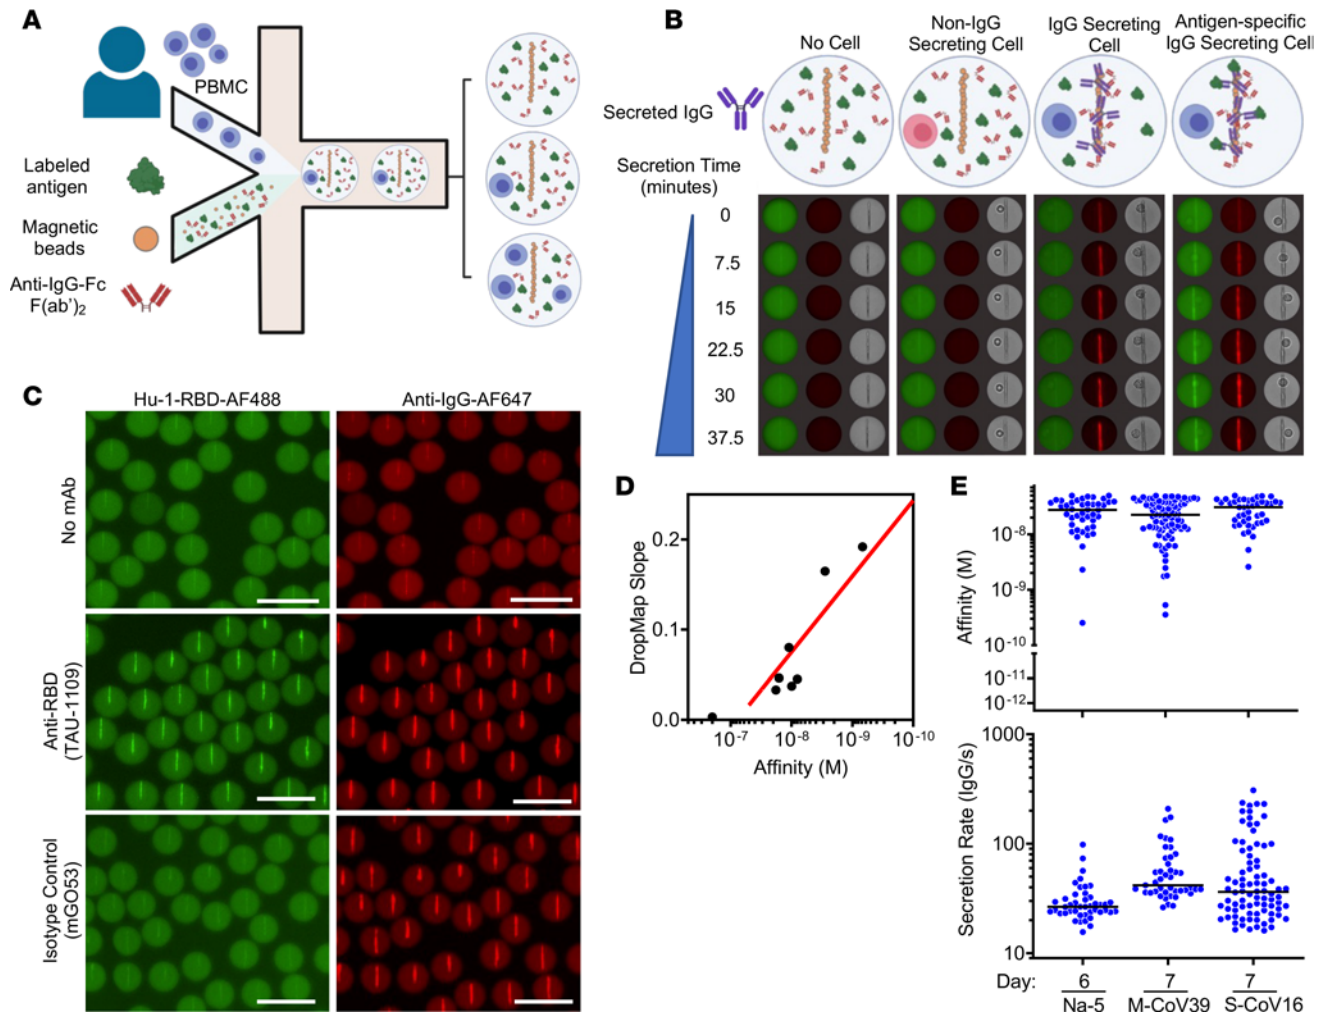 A
PBMC
Labeled
antigen
Magnetic
beads
Anti-IgG-Fc
F(ab')₂
B
No Cell
Non-IgG
Secreting Cell
IgG Secreting
Cell
Antigen-specific
IgG Secreting Cell
Secreted IgG
Secretion Time
(minutes)
0
7.5
15
22.5
30
37.5
C
Hu-1-RBD-AF488
Anti-IgG-AF647
No mAb
Anti-RBD
(TAU-1109)
Isotype Control
(mGO53)
D
DropMap Slope
0.2
0.1
0.0
10⁻⁷
10⁻⁸
10⁻⁹
10⁻¹⁰
Affinity (M)
E
Affinity (M)
10⁻⁸
10⁻⁹
10⁻¹⁰
10⁻¹¹
10⁻¹²
Secretion Rate (IgG/s)
1000
100
10
Day:
6
7
7
Na-5
M-CoV39
S-CoV16